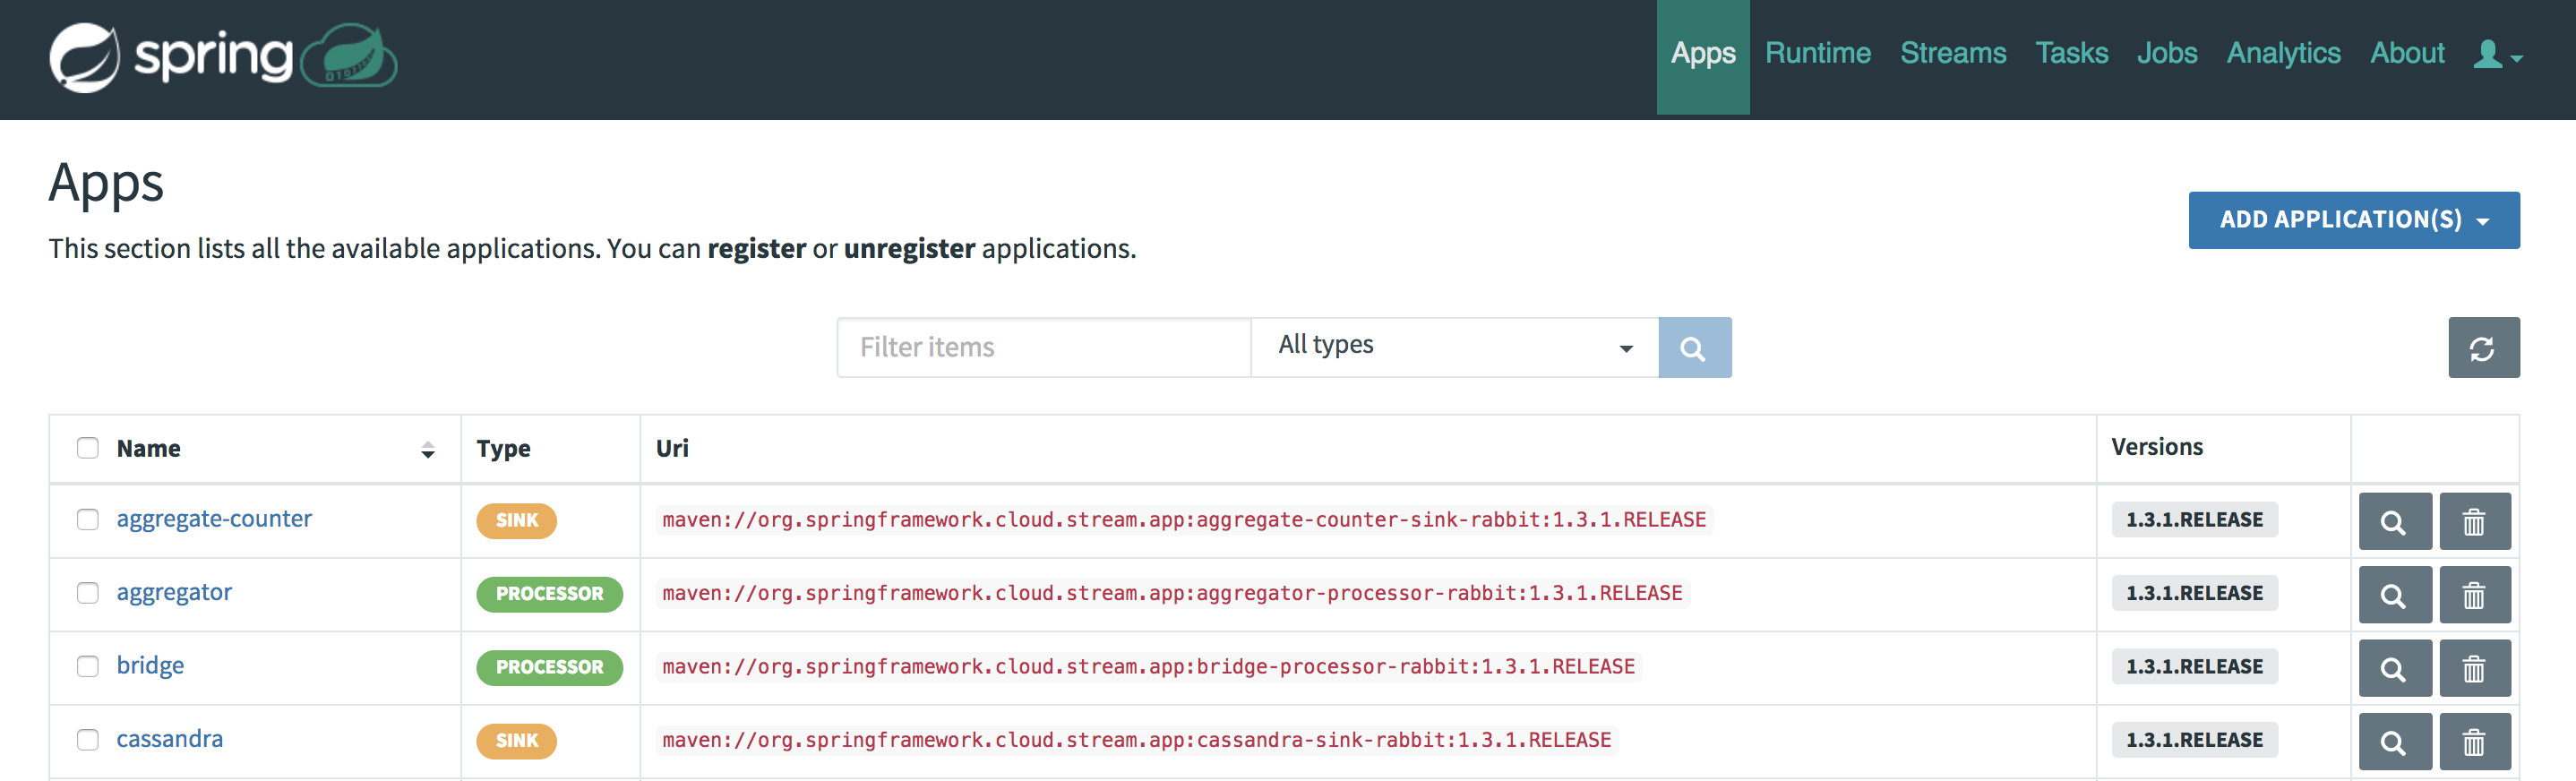 spring
Apps Runtime Streams Tasks Jobs Analytics About
Apps
ADD APPLICATION(S)
This section lists all the available applications. You can register or unregister applications.
Filter items All types
Name Type Uri Versions
aggregate-counter SINK maven://org.springframework.cloud.stream.app:aggregate-counter-sink-rabbit:1.3.1.RELEASE 1.3.1.RELEASE
aggregator PROCESSOR maven://org.springframework.cloud.stream.app:aggregator-processor-rabbit:1.3.1.RELEASE 1.3.1.RELEASE
bridge PROCESSOR maven://org.springframework.cloud.stream.app:bridge-processor-rabbit:1.3.1.RELEASE 1.3.1.RELEASE
cassandra SINK maven://org.springframework.cloud.stream.app:cassandra-sink-rabbit:1.3.1.RELEASE 1.3.1.RELEASE